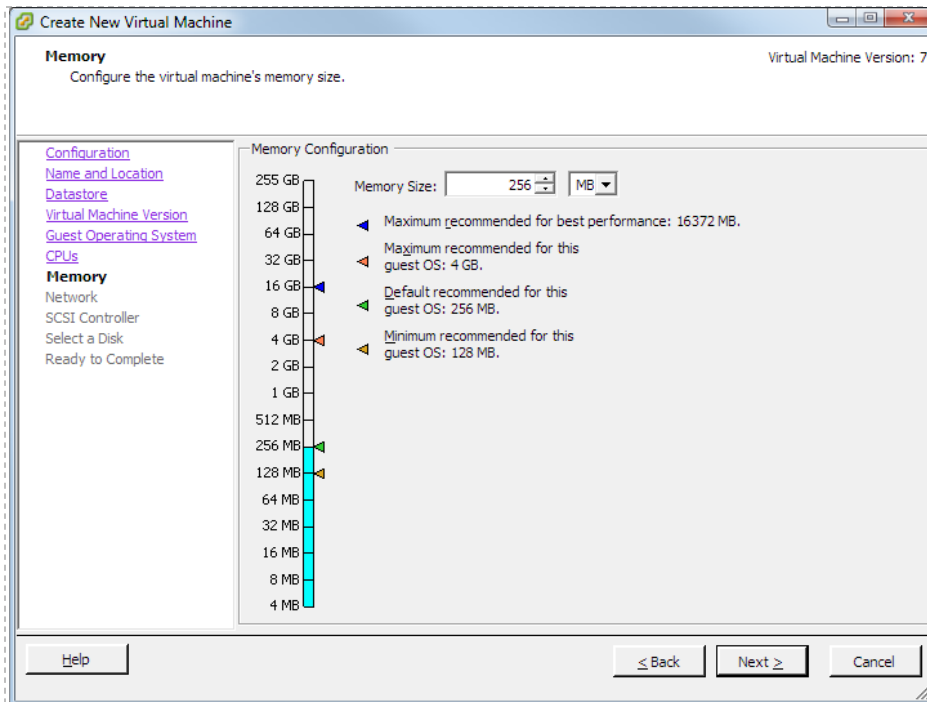 Create New Virtual Machine
Memory
Configure the virtual machine's memory size.
Virtual Machine Version: 7
Configuration
Name and Location
Datastore
Virtual Machine Version
Guest Operating System
CPUs
Memory
Network
SCSI Controller
Select a Disk
Ready to Complete
Memory Configuration
255 GB
128 GB
64 GB
32 GB
16 GB
8 GB
4 GB
2 GB
1 GB
512 MB
256 MB
128 MB
64 MB
32 MB
16 MB
8 MB
4 MB
Memory Size: 256 MB
Maximum recommended for best performance: 16372 MB.
Maximum recommended for this
guest OS: 4 GB.
Default recommended for this
guest OS: 256 MB.
Minimum recommended for this
guest OS: 128 MB.
Help
< Back
Next >
Cancel